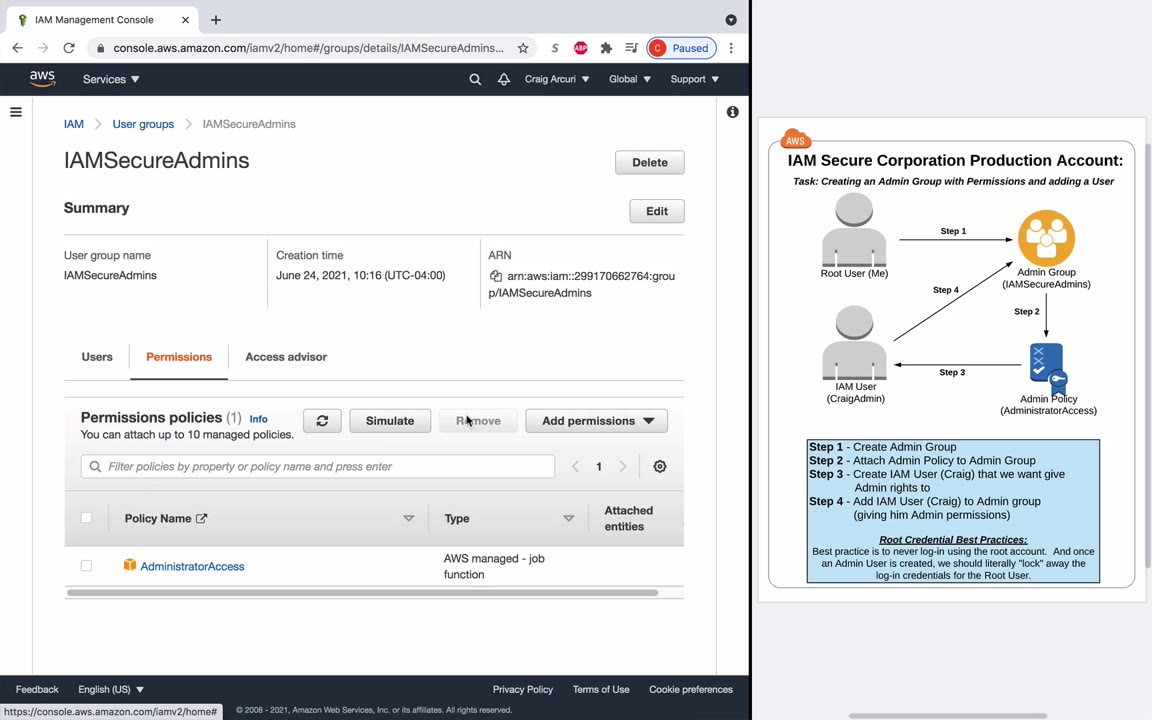 IAM Management Console
console.aws.amazon.com/iamv2/home#/groups/details/IAMSecureAdmins...
S
ABP
C Paused
aws
Services
Craig Arcuri
Global
Support
IAM
User groups
IAMSecureAdmins
IAMSecureAdmins
Delete
Summary
Edit
User group name
IAMSecureAdmins
Creation time
June 24, 2021, 10:16 (UTC-04:00)
ARN
arn:aws:iam::299170662764:grou
p/IAMSecureAdmins
Users
Permissions
Access advisor
Permissions policies (1) Info
You can attach up to 10 managed policies.
Simulate
Remove
Add permissions
Filter policies by property or policy name and press enter
1
Policy Name
Type
Attached
entities
AdministratorAccess
AWS managed - job
function
Feedback
English (US)
Privacy Policy
Terms of Use
Cookie preferences
https://console.aws.amazon.com/iamv2/home#
© 2008 - 2021, Amazon Web Services, Inc. or its affiliates. All rights reserved.
AWS
IAM Secure Corporation Production Account:
Task: Creating an Admin Group with Permissions and adding a User
Step 1
Root User (Me)
Admin Group
(IAMSecureAdmins)
Step 4
Step 2
Step 3
IAM User
(CraigAdmin)
Admin Policy
(AdministratorAccess)
Step 1 - Create Admin Group
Step 2 - Attach Admin Policy to Admin Group
Step 3 - Create IAM User (Craig) that we want give
Admin rights to
Step 4 - Add IAM User (Craig) to Admin group
(giving him Admin permissions)
Root Credential Best Practices:
Best practice is to never log-in using the root account. And once
an Admin User is created, we should literally "lock" away the
log-in credentials for the Root User.